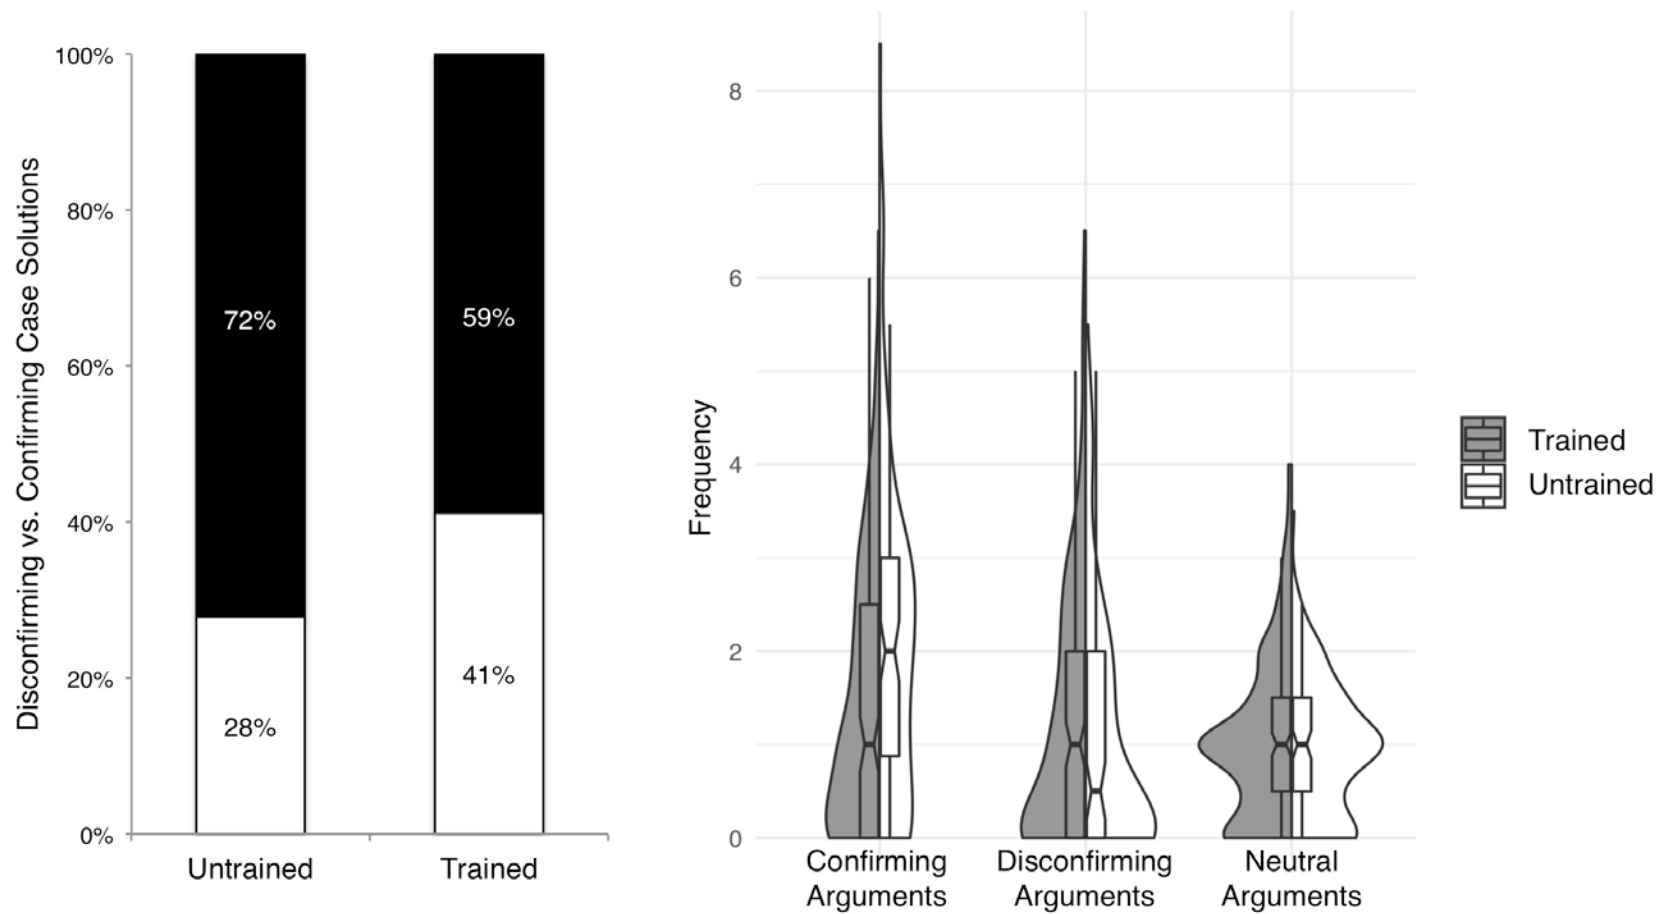 Disconfirming vs. Confirming Case Solutions
100%
80%
60%
40%
20%
0%
72%
28%
59%
41%
Untrained
Trained
Frequency
8
6
4
2
0
Confirming
Arguments
Disconfirming
Arguments
Neutral
Arguments
Trained
Untrained